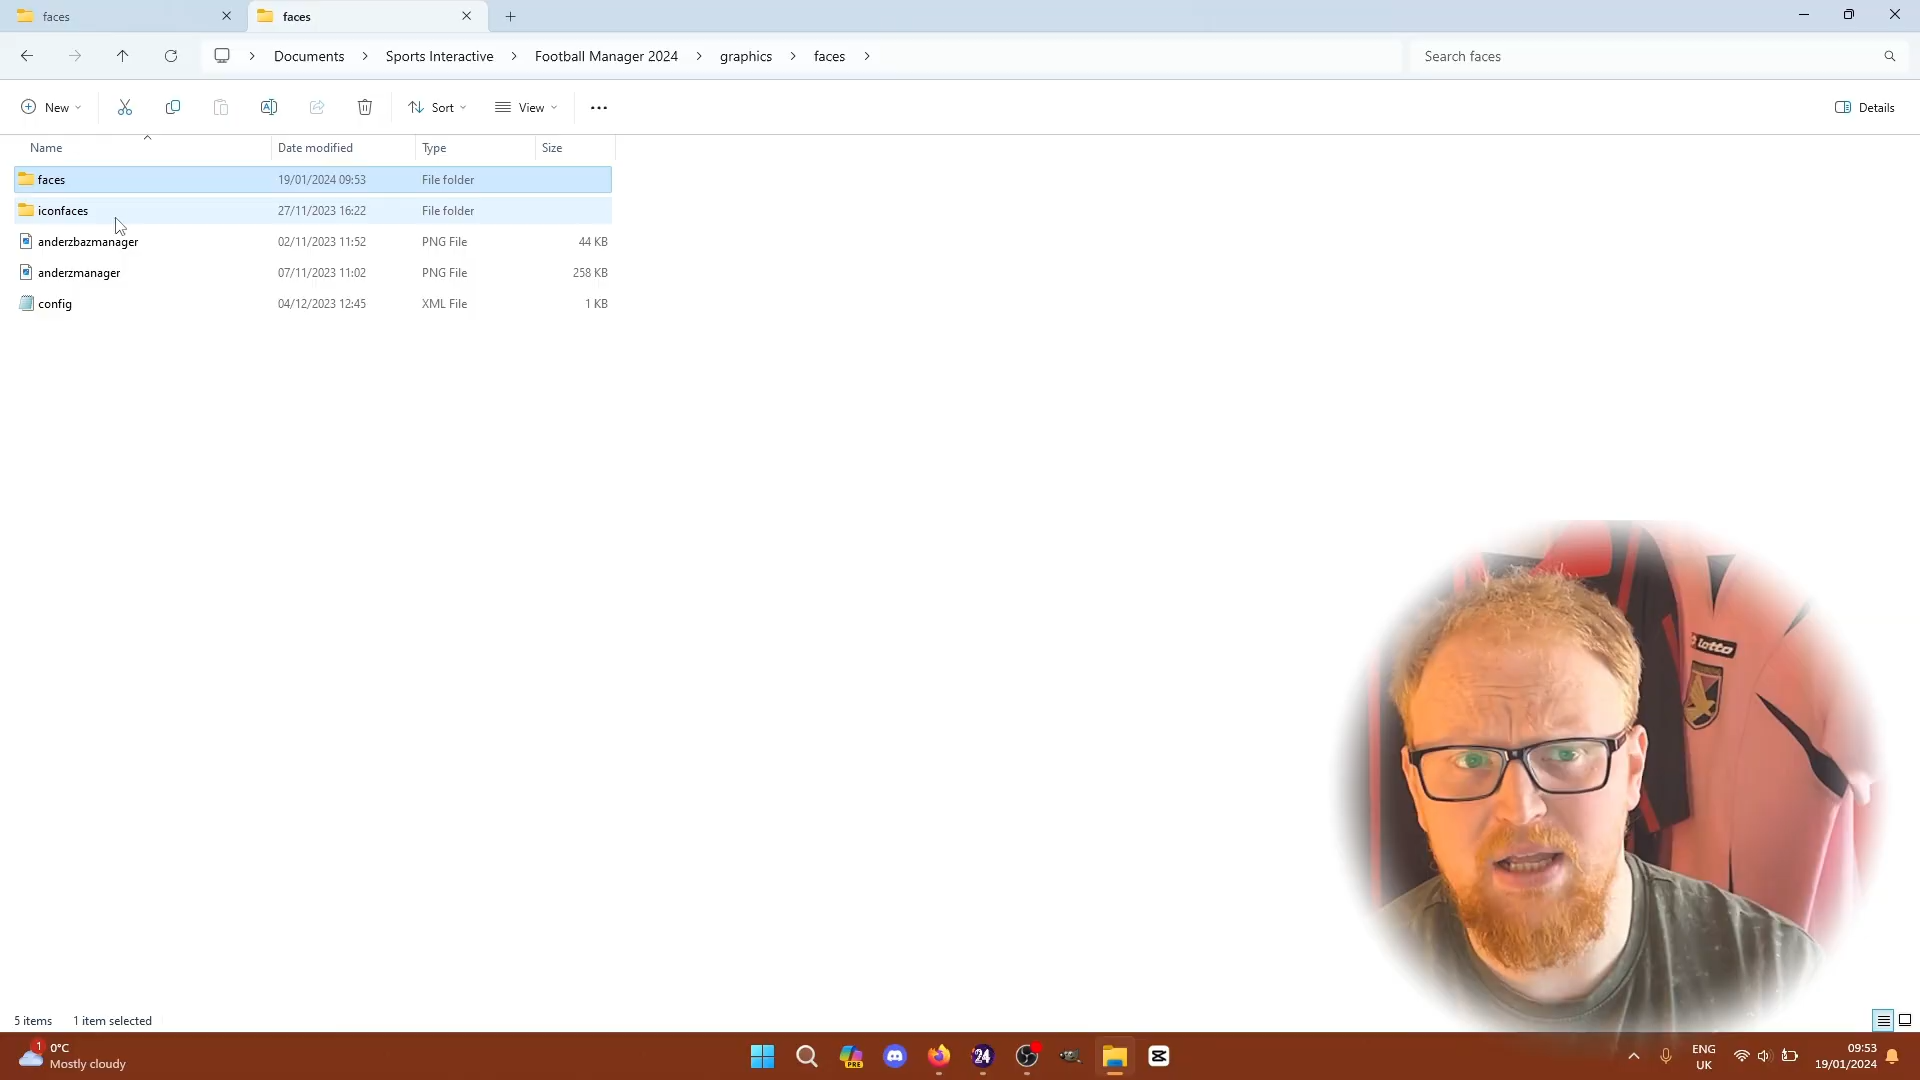 faces
faces
Documents > Sports Interactive > Football Manager 2024 > graphics > faces >
Search faces
New
Sort
View
Details
Name Date modified Type Size
faces 19/01/2024 09:53 File folder
iconfaces 27/11/2023 16:22 File folder
anderzbazmanager 02/11/2023 11:52 PNG File 44 KB
anderzmanager 07/11/2023 11:02 PNG File 258 KB
config 04/12/2023 12:45 XML File 1 KB
lotto
5 items 1 item selected
1
0°C
Mostly cloudy
PRE
24
ENG
UK
09:53
19/01/2024